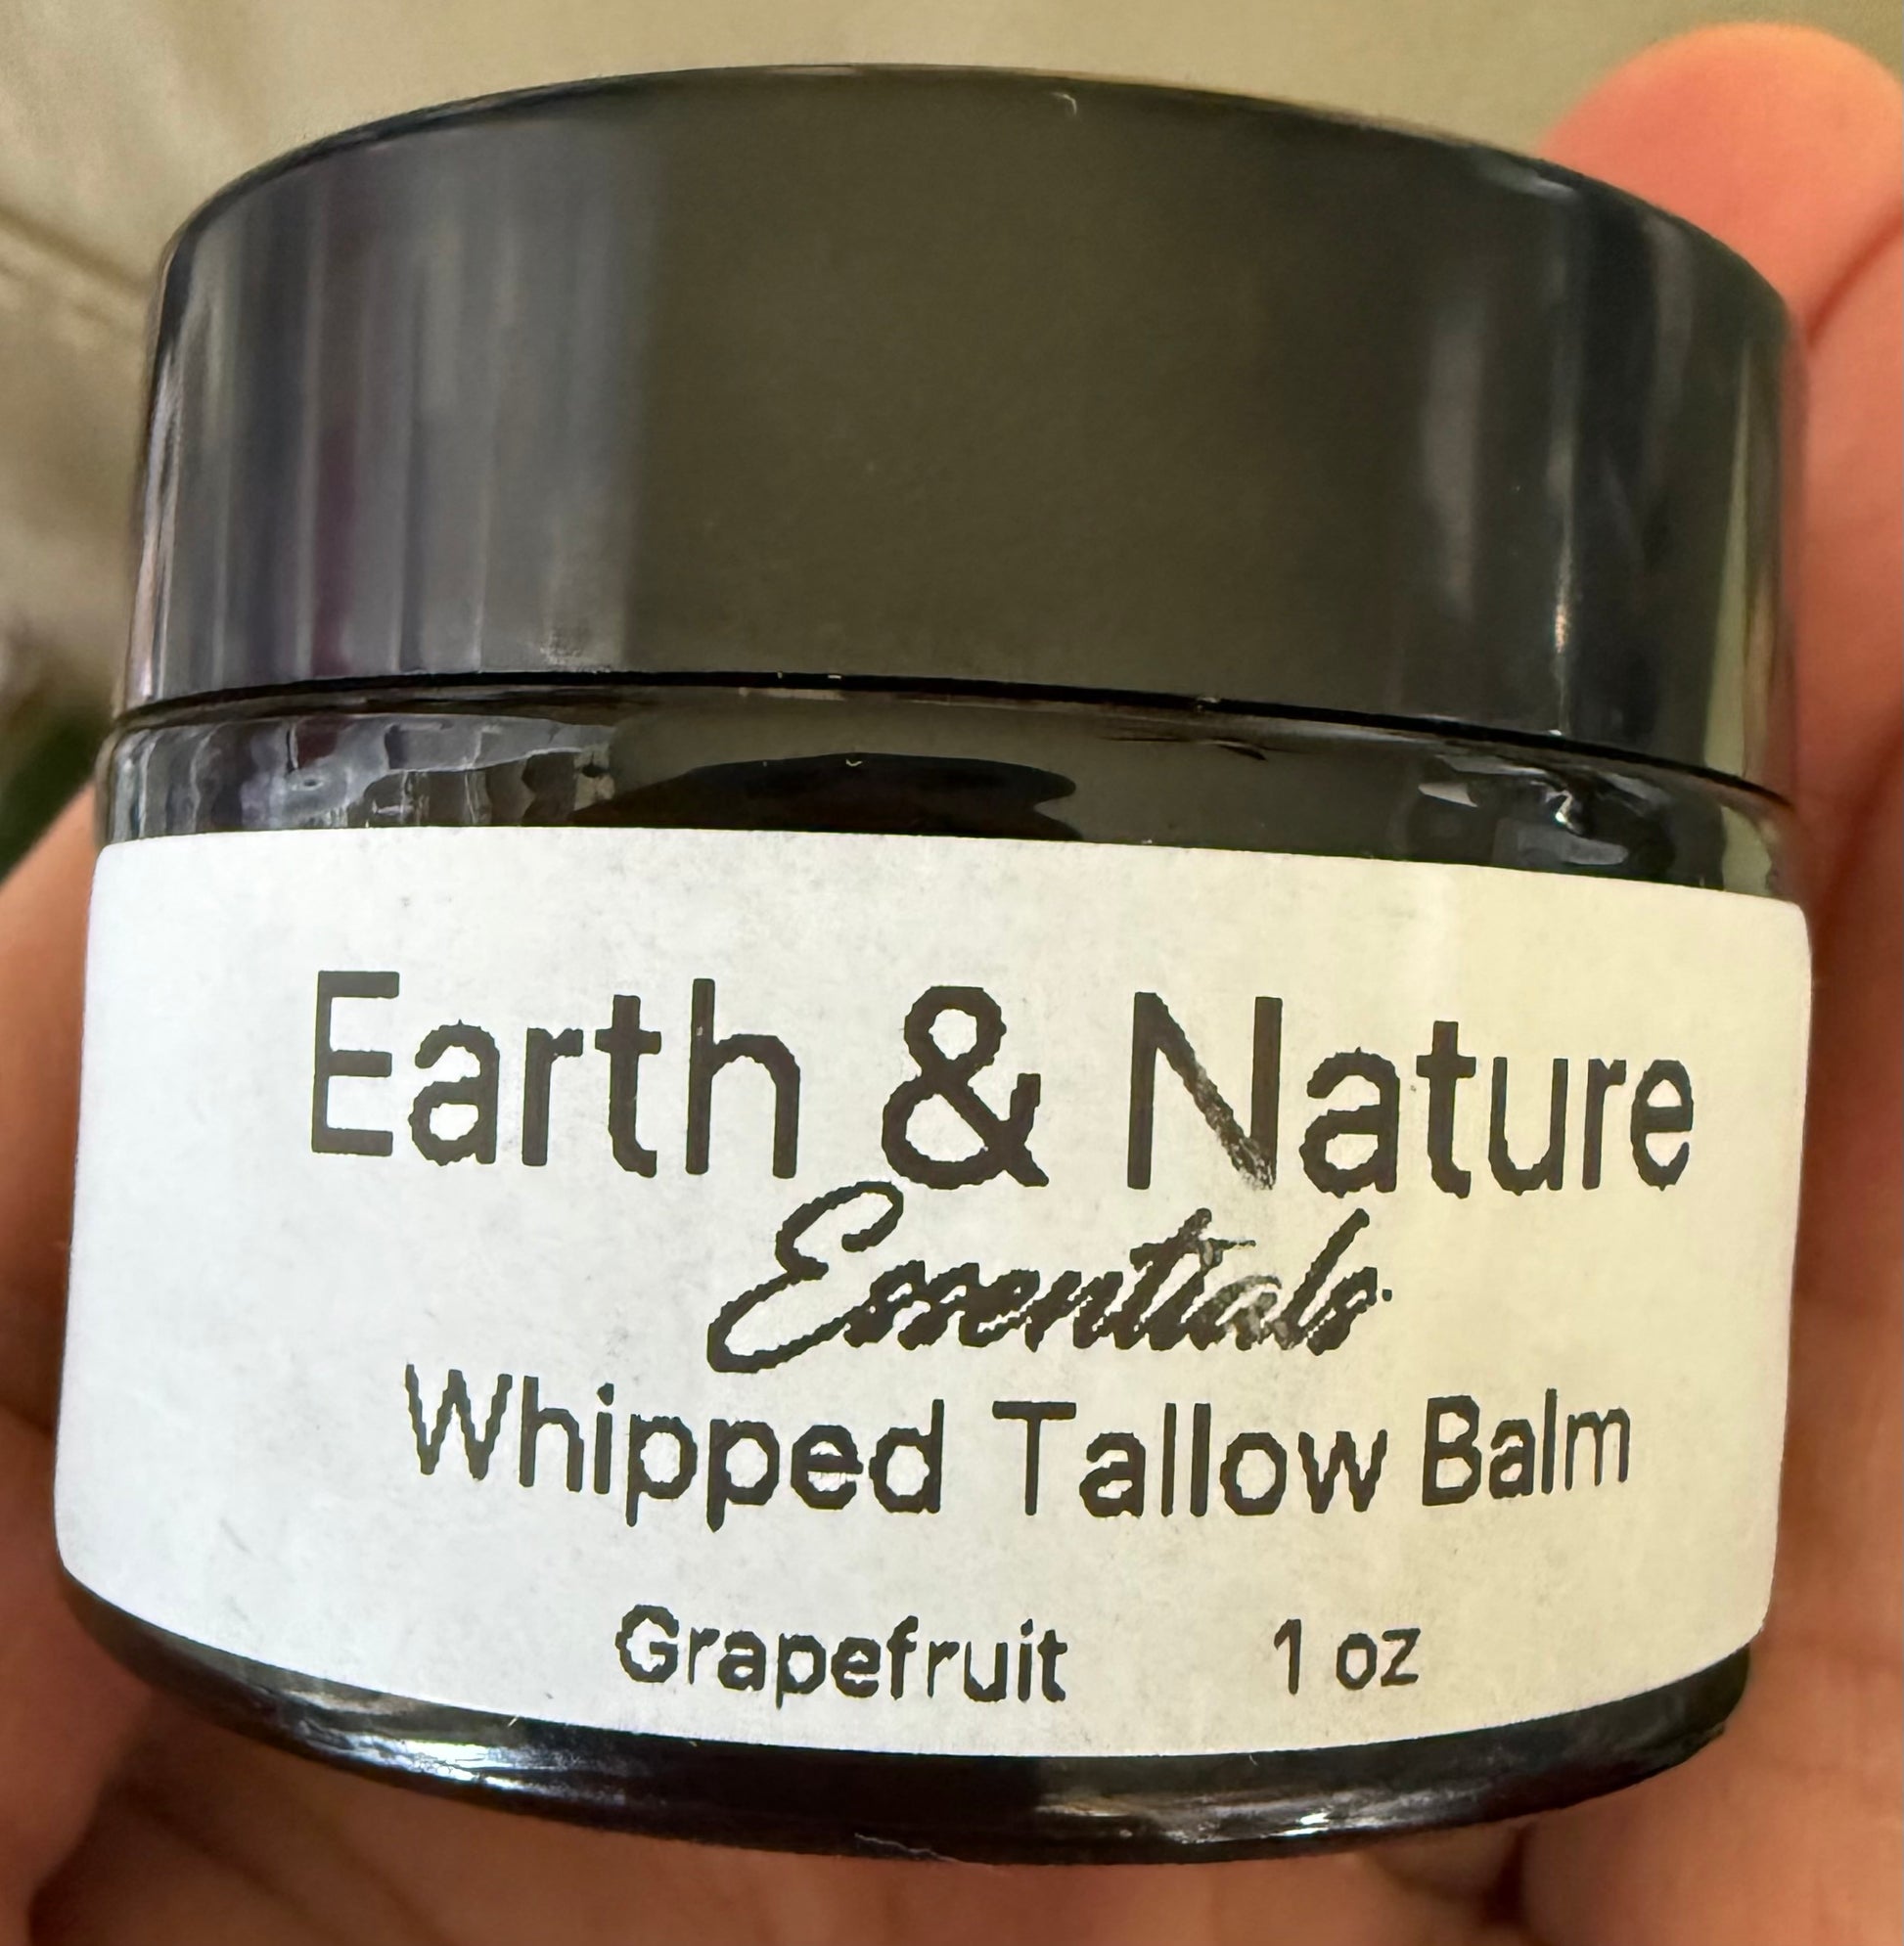 Earth & Nature
Essentials
Whipped Tallow Balm
Grapefruit 1 oz